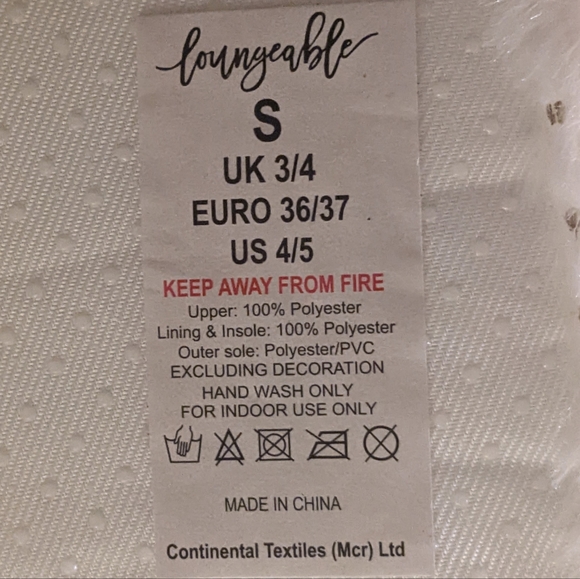 loungeable
S
UK 3/4
EURO 36/37
US 4/5
KEEP AWAY FROM FIRE
Upper: 100% Polyester
Lining & Insole: 100% Polyester
Outer sole: Polyester/PVC
EXCLUDING DECORATION
HAND WASH ONLY
FOR INDOOR USE ONLY
MADE IN CHINA
Continental Textiles (Mcr) Ltd